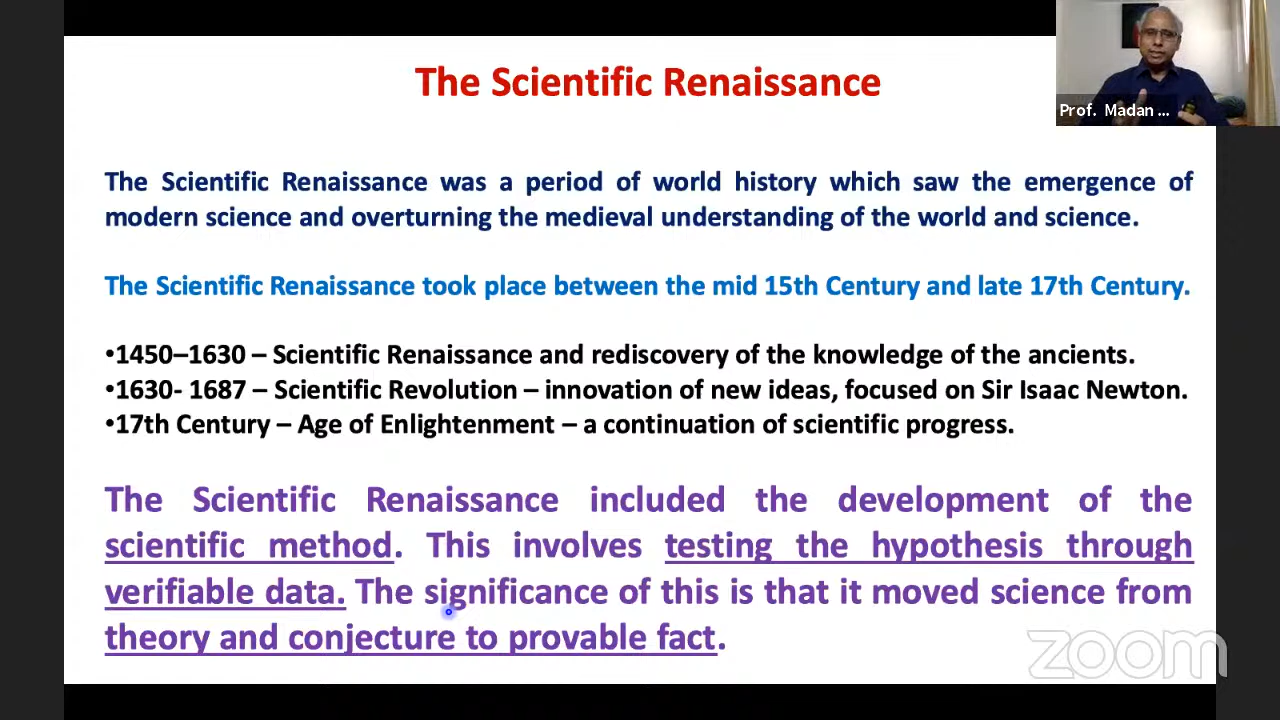 The Scientific Renaissance
Prof. Madan ...
The Scientific Renaissance was a period of world history which saw the emergence of
modern science and overturning the medieval understanding of the world and science.
The Scientific Renaissance took place between the mid 15th Century and late 17th Century.
•1450–1630 – Scientific Renaissance and rediscovery of the knowledge of the ancients.
•1630- 1687 – Scientific Revolution – innovation of new ideas, focused on Sir Isaac Newton.
•17th Century – Age of Enlightenment – a continuation of scientific progress.
The Scientific Renaissance included the development of the
scientific method. This involves testing the hypothesis through
verifiable data. The significance of this is that it moved science from
theory and conjecture to provable fact.
zoom